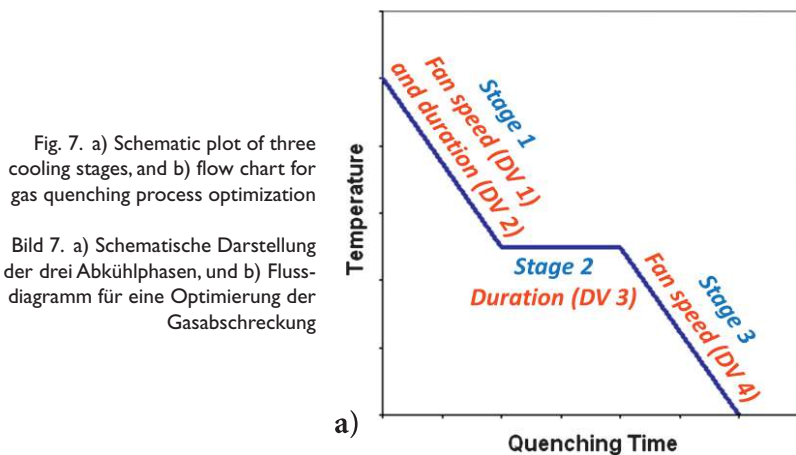 Fig. 7. a) Schematic plot of three
cooling stages, and b) flow chart for
gas quenching process optimization
Bild 7. a) Schematische Darstellung
der drei Abkühlphasen, und b) Fluss-
diagramm für eine Optimierung der
Gasabschreckung
Temperature
Stage 1
Fan speed (DV 1)
and duration (DV 2)
Stage 2
Duration (DV 3)
Stage 3
Fan speed (DV 4)
a)
Quenching Time